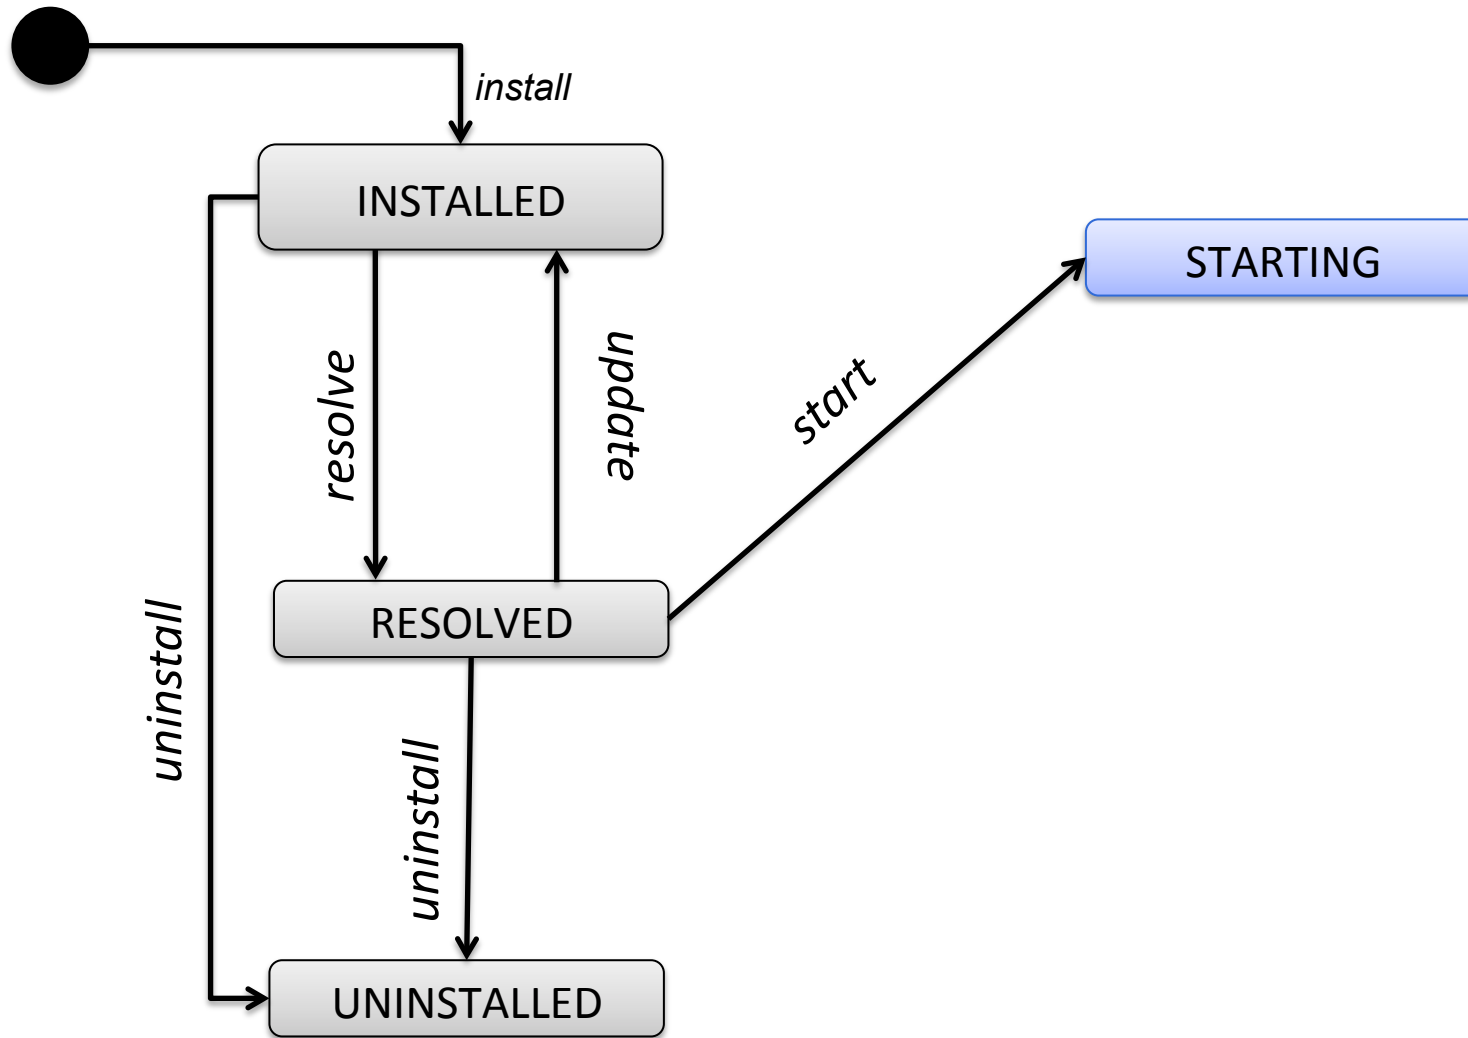 install
INSTALLED
STARTING
resolve
update
start
RESOLVED
uninstall
uninstall
UNINSTALLED